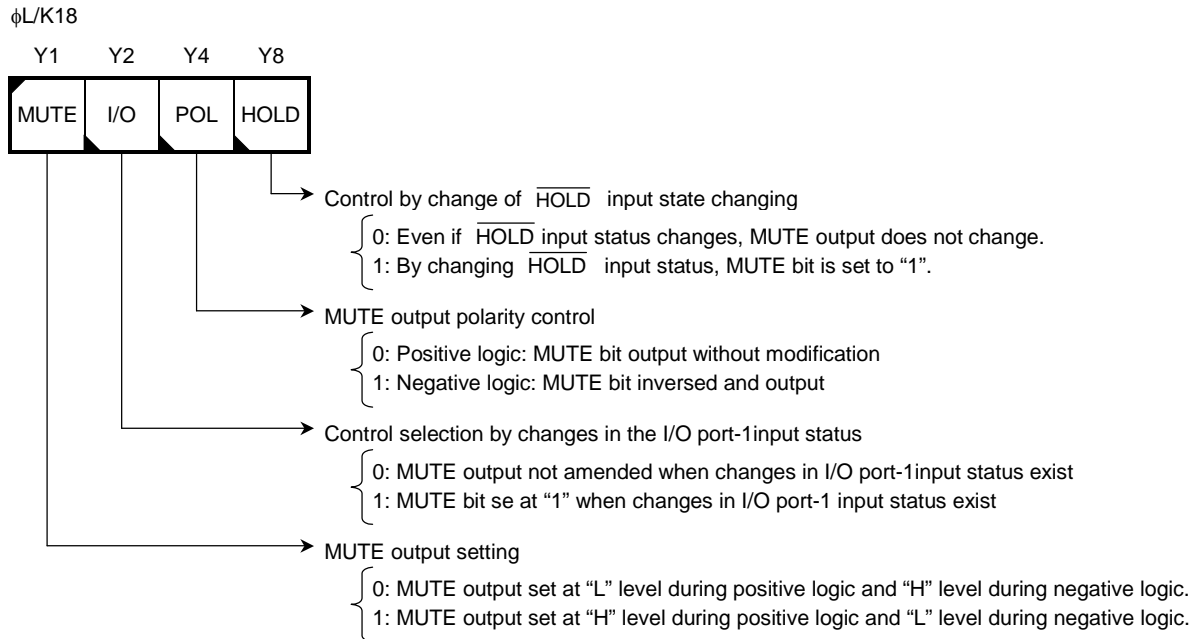 ϕL/K18
Y1 Y2 Y4 Y8
MUTE I/O POL HOLD
Control by change of HOLD input state changing
0: Even if HOLD input status changes, MUTE output does not change.
1: By changing HOLD input status, MUTE bit is set to “1”.
MUTE output polarity control
0: Positive logic: MUTE bit output without modification
1: Negative logic: MUTE bit inversed and output
Control selection by changes in the I/O port-1input status
0: MUTE output not amended when changes in I/O port-1input status exist
1: MUTE bit se at “1” when changes in I/O port-1 input status exist
MUTE output setting
0: MUTE output set at “L” level during positive logic and “H” level during negative logic.
1: MUTE output set at “H” level during positive logic and “L” level during negative logic.